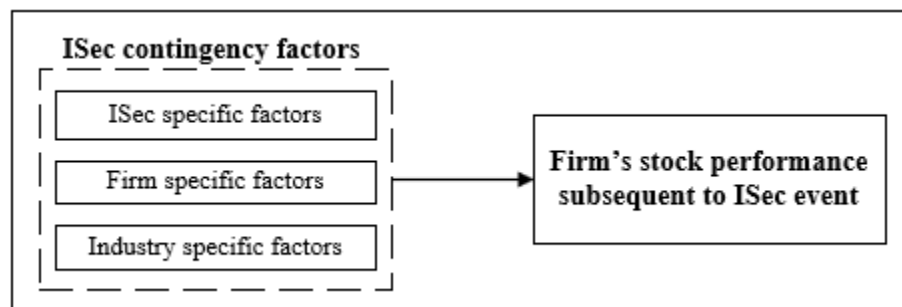 ISec contingency factors
ISec specific factors
Firm specific factors
Industry specific factors
Firm’s stock performance
subsequent to ISec event